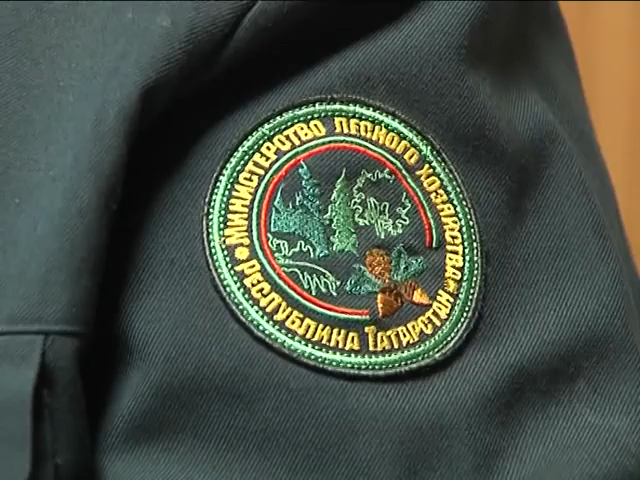 Министерство лесного хозяйства
Республика Татарстан